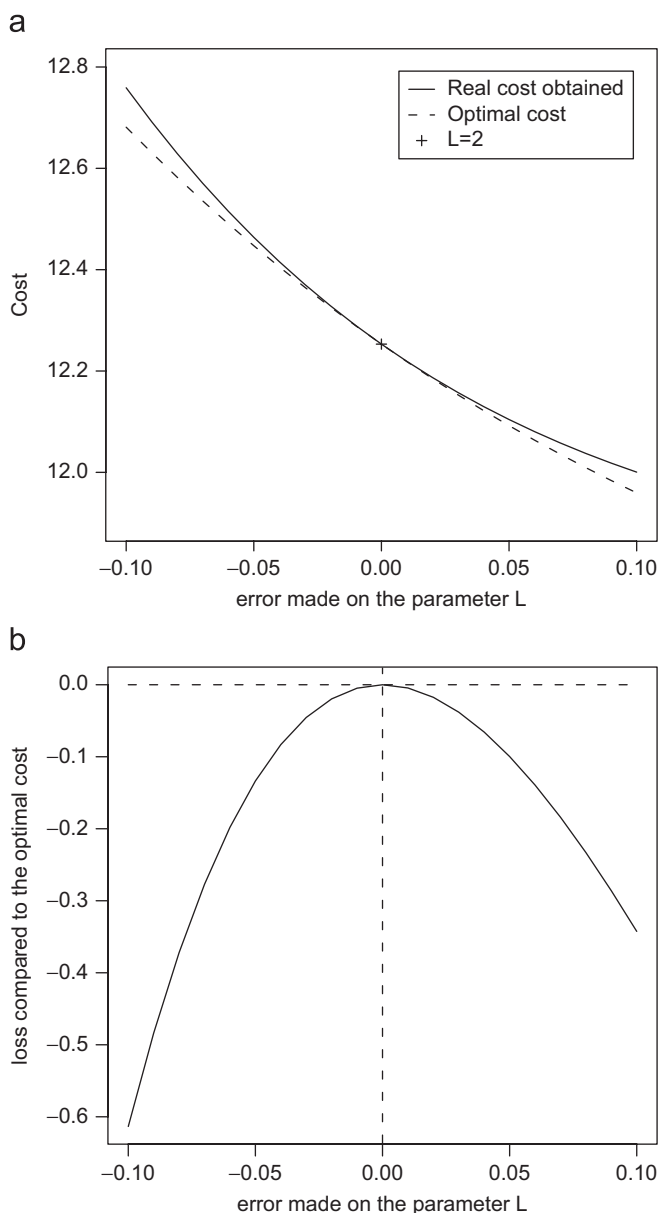 a
12.8
12.6
12.4
12.2
12.0
Cost
Real cost obtained
Optimal cost
L=2
−0.10
−0.05
0.00
0.05
0.10
error made on the parameter L
b
0.0
−0.1
−0.2
−0.3
−0.4
−0.5
−0.6
loss compared to the optimal cost
−0.10
−0.05
0.00
0.05
0.10
error made on the parameter L